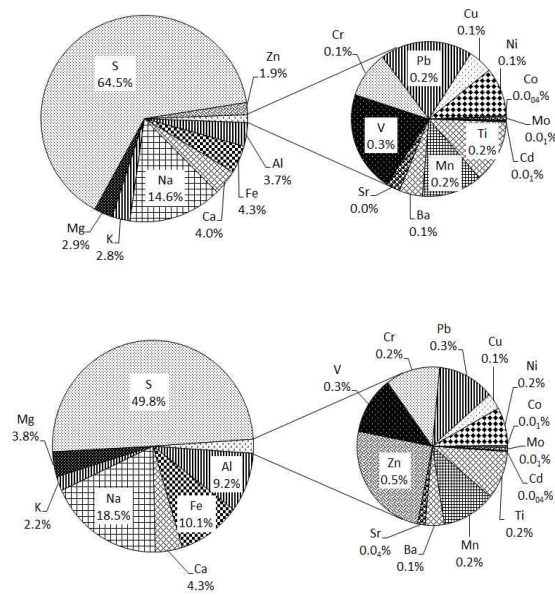 S
64.5%
Zn
1.9%
Al
3.7%
Fe
4.3%
Ca
4.0%
Na
14.6%
K
2.8%
Mg
2.9%
Cr
0.1%
Pb
0.2%
Cu
0.1%
Ni
0.1%
Co
0.0₀₄%
Mo
0.0₁%
Cd
0.0₁%
Ti
0.2%
Mn
0.2%
Ba
0.1%
Sr
0.0%
V
0.3%
S
49.8%
Al
9.2%
Fe
10.1%
Ca
4.3%
Na
18.5%
K
2.2%
Mg
3.8%
V
0.3%
Cr
0.2%
Pb
0.3%
Cu
0.1%
Ni
0.2%
Co
0.0₁%
Mo
0.0₁%
Cd
0.0₀₄%
Ti
0.2%
Mn
0.2%
Ba
0.1%
Sr
0.0₄%
Zn
0.5%